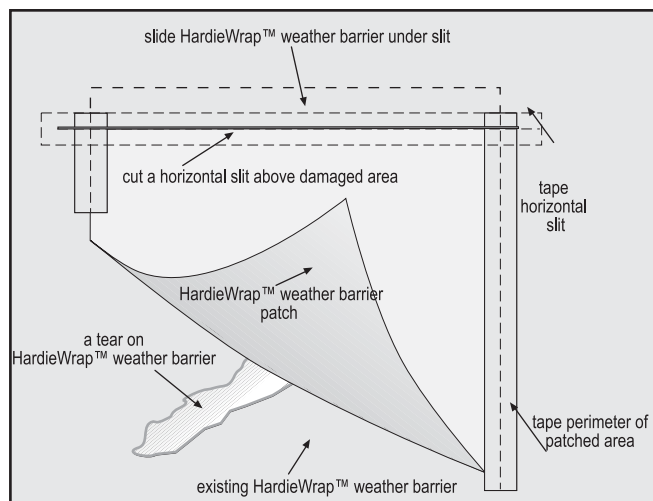 slide HardieWrap™ weather barrier under slit
cut a horizontal slit above damaged area
tape
horizontal
slit
HardieWrap™ weather barrier
patch
a tear on
HardieWrap™ weather barrier
tape perimeter of
patched area
existing HardieWrap™ weather barrier